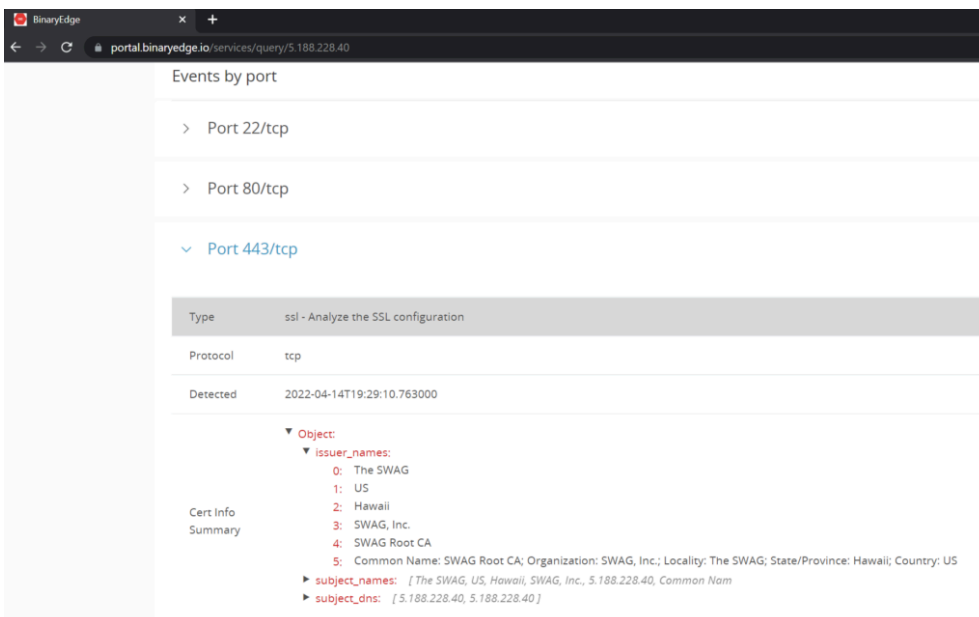 BinaryEdge
portal.binaryedge.io/services/query/5.188.228.40
Events by port
Port 22/tcp
Port 80/tcp
Port 443/tcp
Type ssl - Analyze the SSL configuration
Protocol tcp
Detected 2022-04-14T19:29:10.763000
Cert Info Summary
Object:
issuer_names:
0: The SWAG
1: US
2: Hawaii
3: SWAG, Inc.
4: SWAG Root CA
5: Common Name: SWAG Root CA; Organization: SWAG, Inc.; Locality: The SWAG; State/Province: Hawaii; Country: US
subject_names: [ The SWAG, US, Hawaii, SWAG, Inc., 5.188.228.40, Common Nam
subject_dns: [ 5.188.228.40, 5.188.228.40 ]